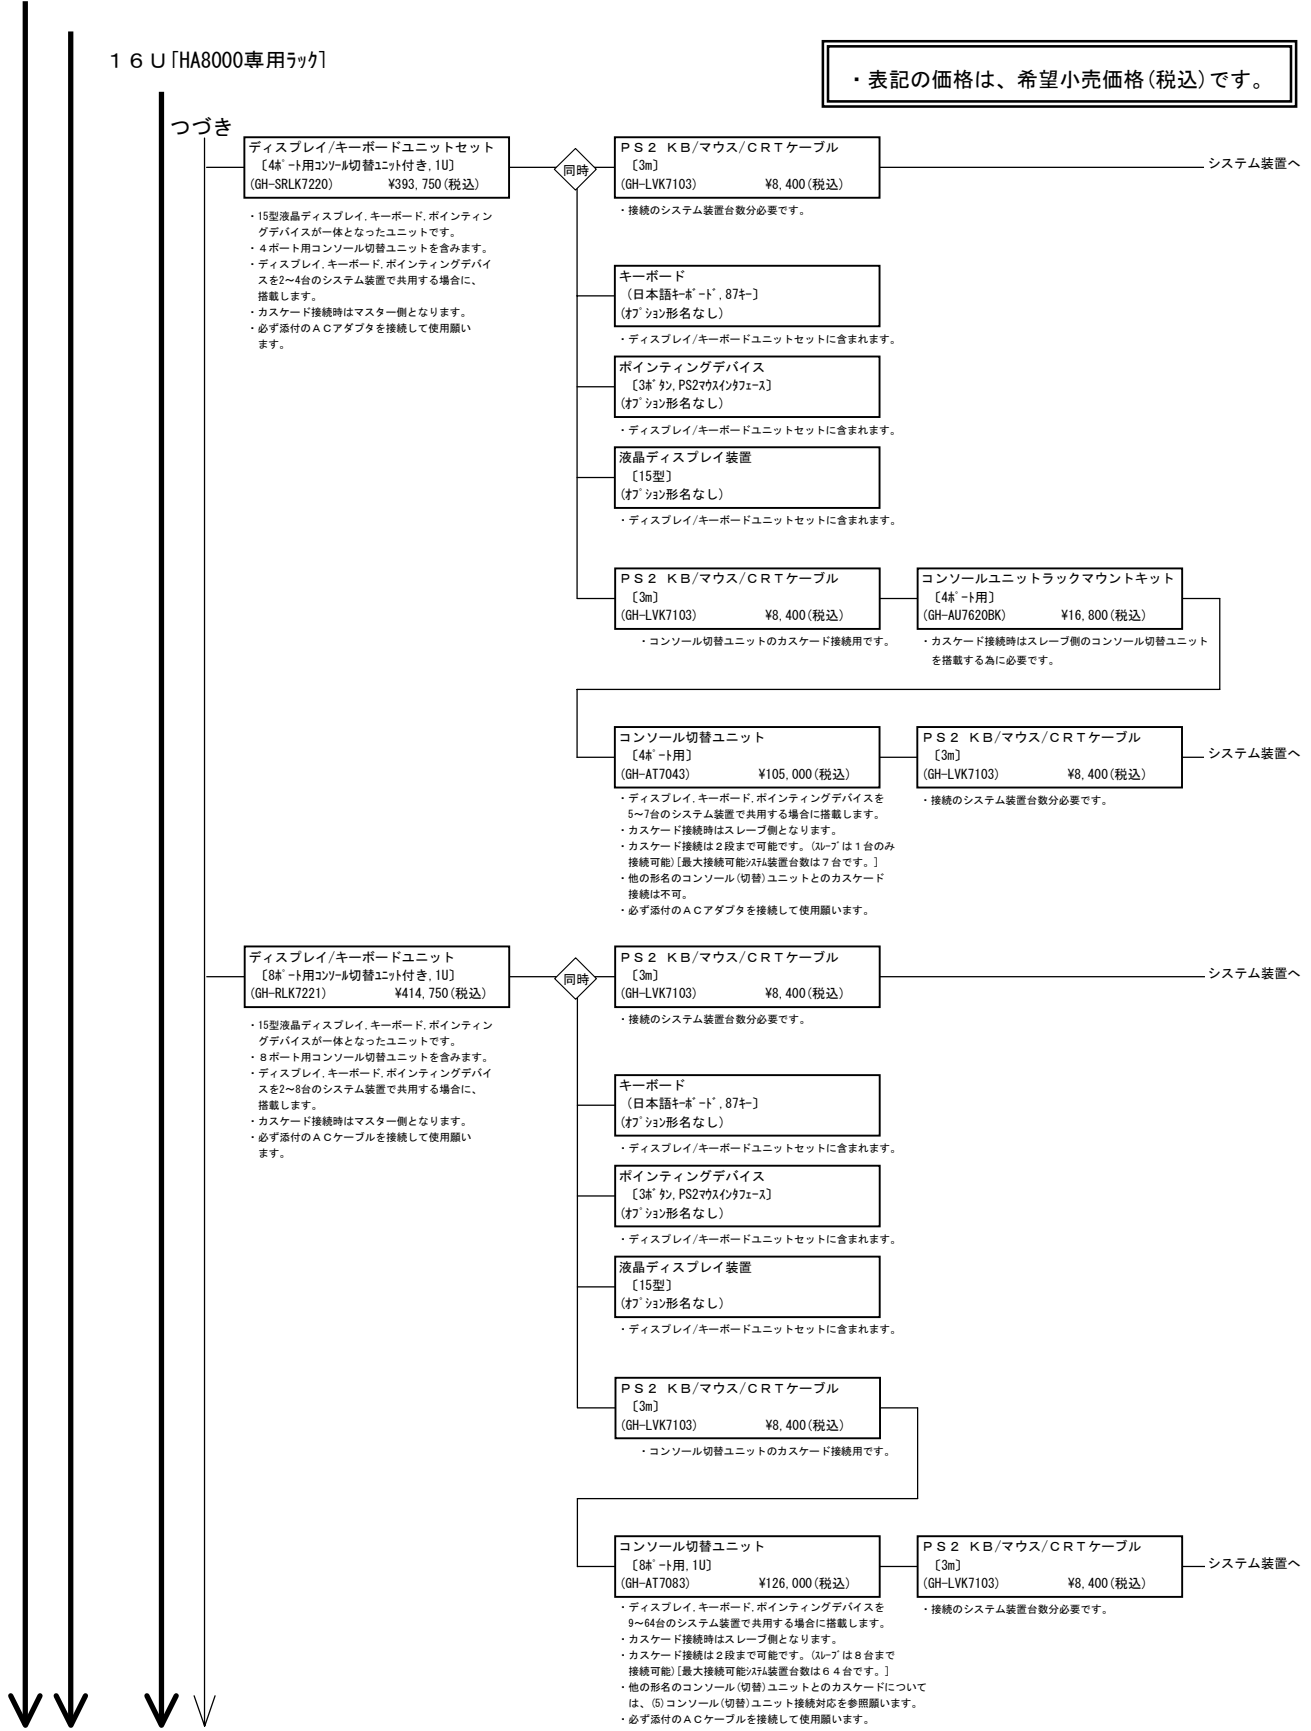 １６Ｕ「HA8000専用ﾗｯｸ」
・表記の価格は、希望小売価格(税込)です。
つづき
ディスプレイ/キーボードユニットセット
〔4ﾎﾟｰﾄ用ｺﾝｿｰﾙ切替ﾕﾆｯﾄ付き,1U〕
(GH-SRLK7220) ¥393,750(税込)
・15型液晶ディスプレイ,キーボード,ポインティン
グデバイスが一体となったユニットです。
・４ポート用コンソール切替ユニットを含みます。
・ディスプレイ,キーボード,ポインティングデバイ
スを2～4台のシステム装置で共用する場合に、
搭載します。
・カスケード接続時はマスター側となります。
・必ず添付のＡＣアダプタを接続して使用願い
ます。
同時
ＰＳ２ ＫＢ/マウス/ＣＲＴケーブル
〔3m〕
(GH-LVK7103) ¥8,400(税込)
・接続のシステム装置台数分必要です。
システム装置へ
キーボード
（日本語ｷｰﾎﾞｰﾄﾞ,87ｷｰ〕
(ｵﾌﾟｼｮﾝ形名なし)
・ディスプレイ/キーボードユニットセットに含まれます。
ポインティングデバイス
〔3ﾎﾞﾀﾝ,PS2ﾏｳｽｲﾝﾀﾌｪｰｽ〕
(ｵﾌﾟｼｮﾝ形名なし)
・ディスプレイ/キーボードユニットセットに含まれます。
液晶ディスプレイ装置
〔15型〕
(ｵﾌﾟｼｮﾝ形名なし)
・ディスプレイ/キーボードユニットセットに含まれます。
ＰＳ２ ＫＢ/マウス/ＣＲＴケーブル
〔3m〕
(GH-LVK7103) ¥8,400(税込)
・コンソール切替ユニットのカスケード接続用です。
コンソールユニットラックマウントキット
〔4ﾎﾟｰﾄ用〕
(GH-AU7620BK) ¥16,800(税込)
・カスケード接続時はスレーブ側のコンソール切替ユニット
を搭載する為に必要です。
コンソール切替ユニット
〔4ﾎﾟｰﾄ用〕
(GH-AT7043) ¥105,000(税込)
・ディスプレイ,キーボード,ポインティングデバイスを
5～7台のシステム装置で共用する場合に搭載します。
・カスケード接続時はスレーブ側となります。
・カスケード接続は２段まで可能です。(ｽﾚｰﾌﾞは１台のみ
接続可能)[最大接続可能ｼｽﾃﾑ装置台数は７台です。]
・他の形名のコンソール(切替)ユニットとのカスケード
接続は不可。
・必ず添付のＡＣアダプタを接続して使用願います。
ＰＳ２ ＫＢ/マウス/ＣＲＴケーブル
〔3m〕
(GH-LVK7103) ¥8,400(税込)
・接続のシステム装置台数分必要です。
システム装置へ
ディスプレイ/キーボードユニット
〔8ﾎﾟｰﾄ用ｺﾝｿｰﾙ切替ﾕﾆｯﾄ付き,1U〕
(GH-RLK7221) ¥414,750(税込)
・15型液晶ディスプレイ,キーボード,ポインティン
グデバイスが一体となったユニットです。
・８ポート用コンソール切替ユニットを含みます。
・ディスプレイ,キーボード,ポインティングデバイ
スを2～8台のシステム装置で共用する場合に、
搭載します。
・カスケード接続時はマスター側となります。
・必ず添付のＡＣケーブルを接続して使用願い
ます。
同時
ＰＳ２ ＫＢ/マウス/ＣＲＴケーブル
〔3m〕
(GH-LVK7103) ¥8,400(税込)
・接続のシステム装置台数分必要です。
システム装置へ
キーボード
（日本語ｷｰﾎﾞｰﾄﾞ,87ｷｰ〕
(ｵﾌﾟｼｮﾝ形名なし)
・ディスプレイ/キーボードユニットセットに含まれます。
ポインティングデバイス
〔3ﾎﾞﾀﾝ,PS2ﾏｳｽｲﾝﾀﾌｪｰｽ〕
(ｵﾌﾟｼｮﾝ形名なし)
・ディスプレイ/キーボードユニットセットに含まれます。
液晶ディスプレイ装置
〔15型〕
(ｵﾌﾟｼｮﾝ形名なし)
・ディスプレイ/キーボードユニットセットに含まれます。
ＰＳ２ ＫＢ/マウス/ＣＲＴケーブル
〔3m〕
(GH-LVK7103) ¥8,400(税込)
・コンソール切替ユニットのカスケード接続用です。
コンソール切替ユニット
〔8ﾎﾟｰﾄ用,1U〕
(GH-AT7083) ¥126,000(税込)
・ディスプレイ,キーボード,ポインティングデバイスを
9～64台のシステム装置で共用する場合に搭載します。
・カスケード接続時はスレーブ側となります。
・カスケード接続は２段まで可能です。(ｽﾚｰﾌﾞは８台まで
接続可能)[最大接続可能ｼｽﾃﾑ装置台数は６４台です。]
・他の形名のコンソール(切替)ユニットとのカスケードについて
は、(5)コンソール(切替)ユニット接続対応を参照願います。
・必ず添付のＡＣケーブルを接続して使用願います。
ＰＳ２ ＫＢ/マウス/ＣＲＴケーブル
〔3m〕
(GH-LVK7103) ¥8,400(税込)
・接続のシステム装置台数分必要です。
システム装置へ